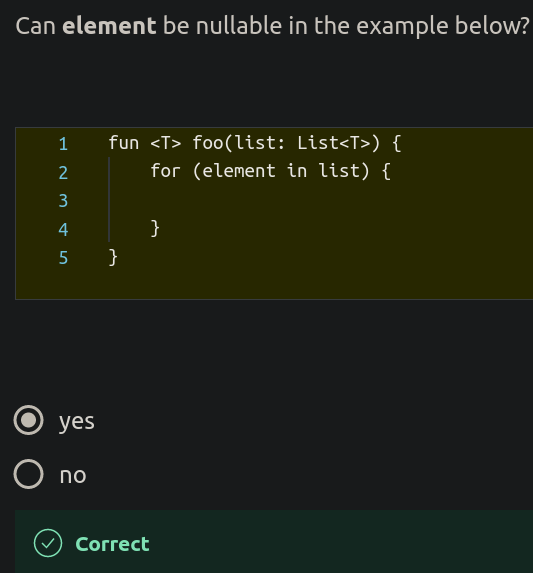 Can element be nullable in the example below?
1 fun <T> foo(list: List<T>) {
2 for (element in list) {
3
4 }
5 }
yes
no
Correct